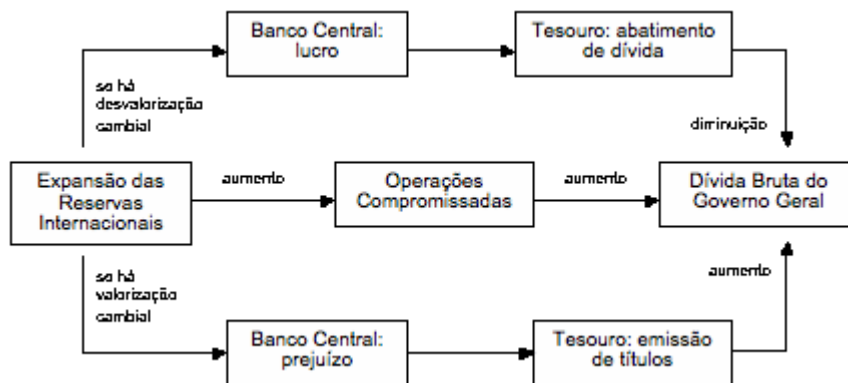 Banco Central:
lucro
Tesouro: abatimento
de dívida
se há
desvalorização
cambial
diminuição
Expansão das
Reservas
Internacionais
aumento
Operações
Compromissadas
aumento
Dívida Bruta do
Governo Geral
se há
valorização
cambial
aumento
Banco Central:
prejuízo
Tesouro: emissão
de títulos